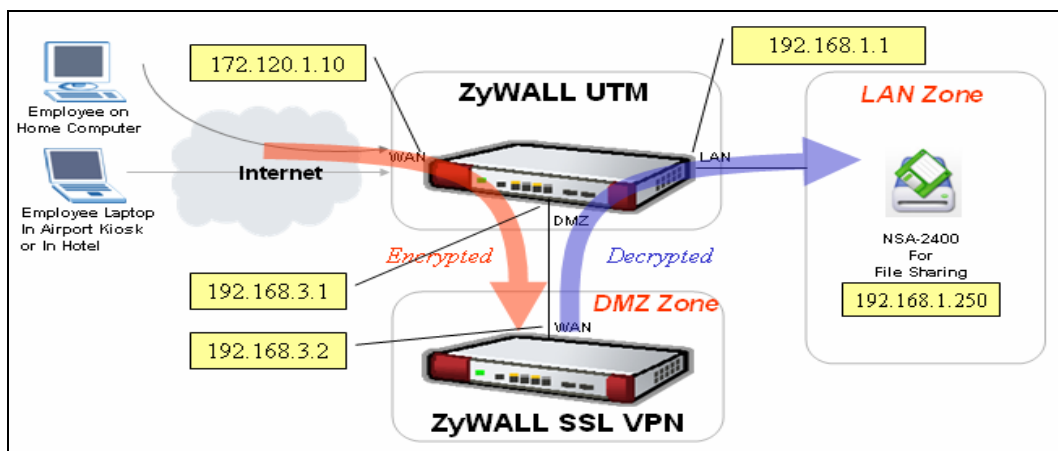 172.120.1.10
192.168.1.1
ZyWALL UTM
LAN Zone
Employee on
Home Computer
WAN
LAN
Internet
Employee Laptop
In Airport Kiosk
or In Hotel
DMZ
NSA-2400
For
File Sharing
Encrypted
Decrypted
192.168.3.1
192.168.1.250
DMZ Zone
WAN
192.168.3.2
ZyWALL SSL VPN